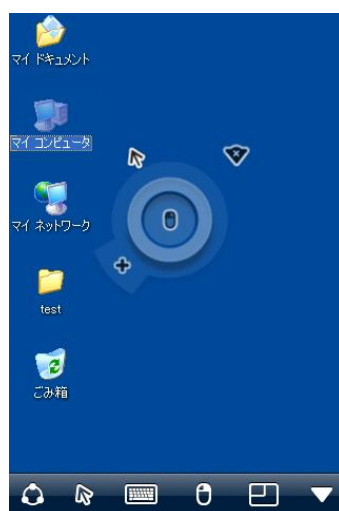 マイ ドキュメント
マイ コンピュータ
マイ ネットワーク
test
ごみ箱